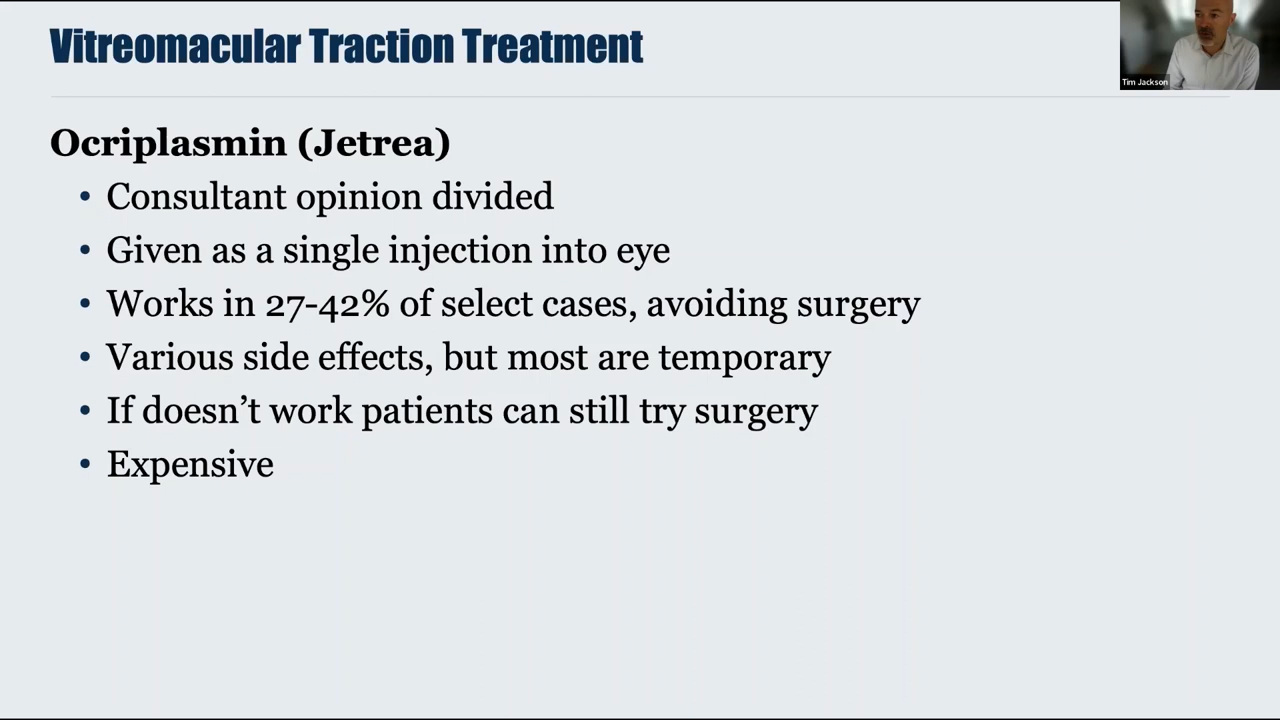 Vitreomacular Traction Treatment
Tim Jackson
Ocriplasmin (Jetrea)
• Consultant opinion divided
• Given as a single injection into eye
• Works in 27-42% of select cases, avoiding surgery
• Various side effects, but most are temporary
• If doesn’t work patients can still try surgery
• Expensive